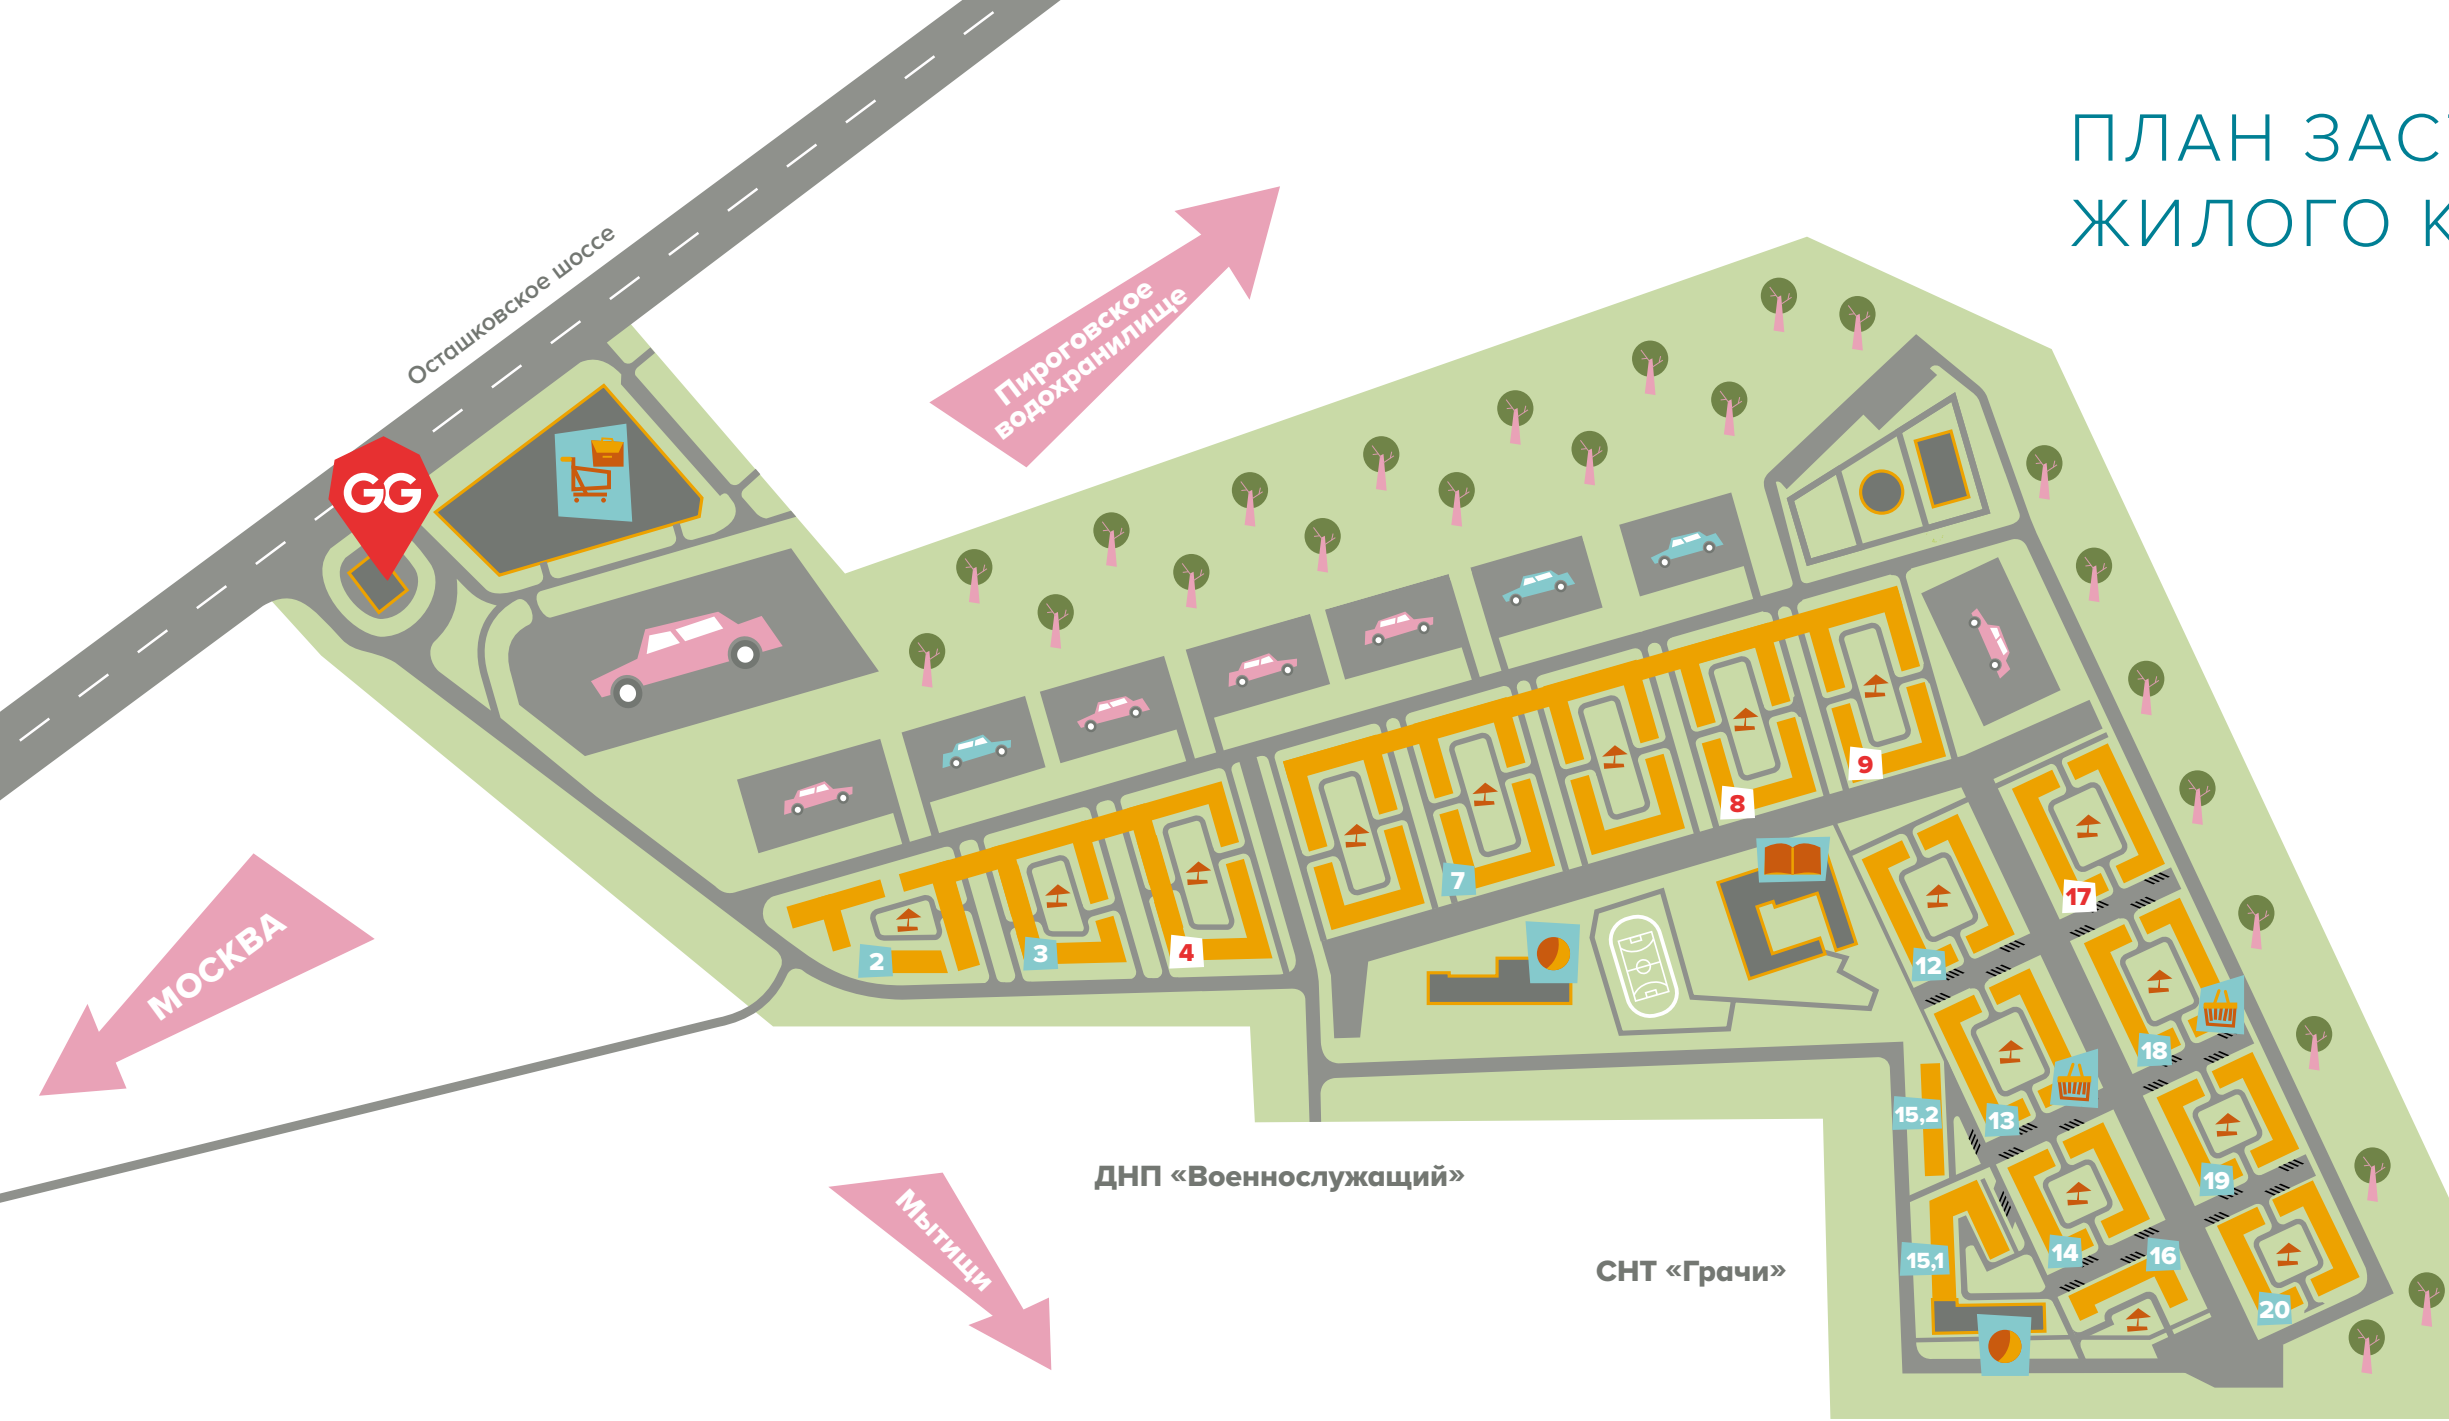 ПЛАН ЗАС
ЖИЛОГО К
Осташковское шоссе
Пироговское
водохранилище
GG
МОСКВА
Мытищи
ДНП «Военнослужащий»
СНТ «Грачи»
2
3
4
7
8
9
12
13
14
15,1
15,2
16
17
18
19
20